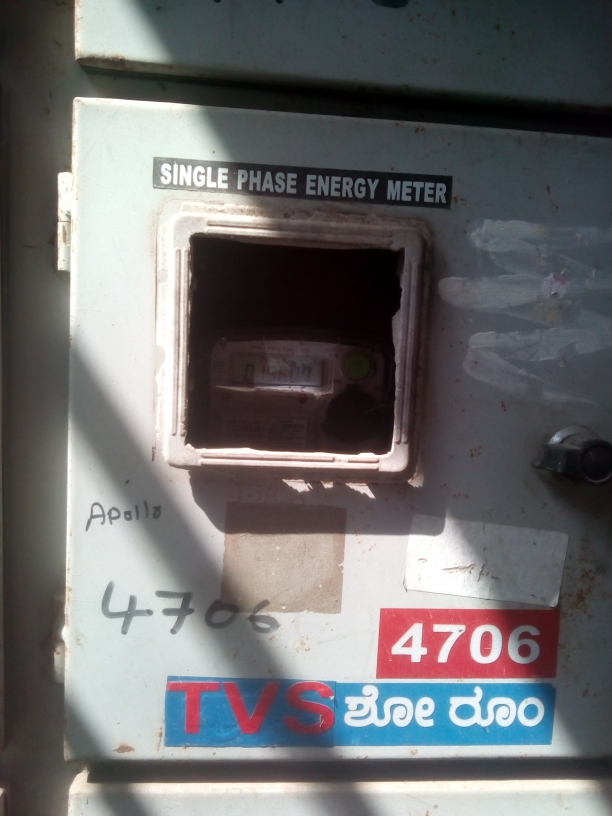 SINGLE PHASE ENERGY METER
Apollo
4706
4706
TVS ಶೋ ರೂಂ